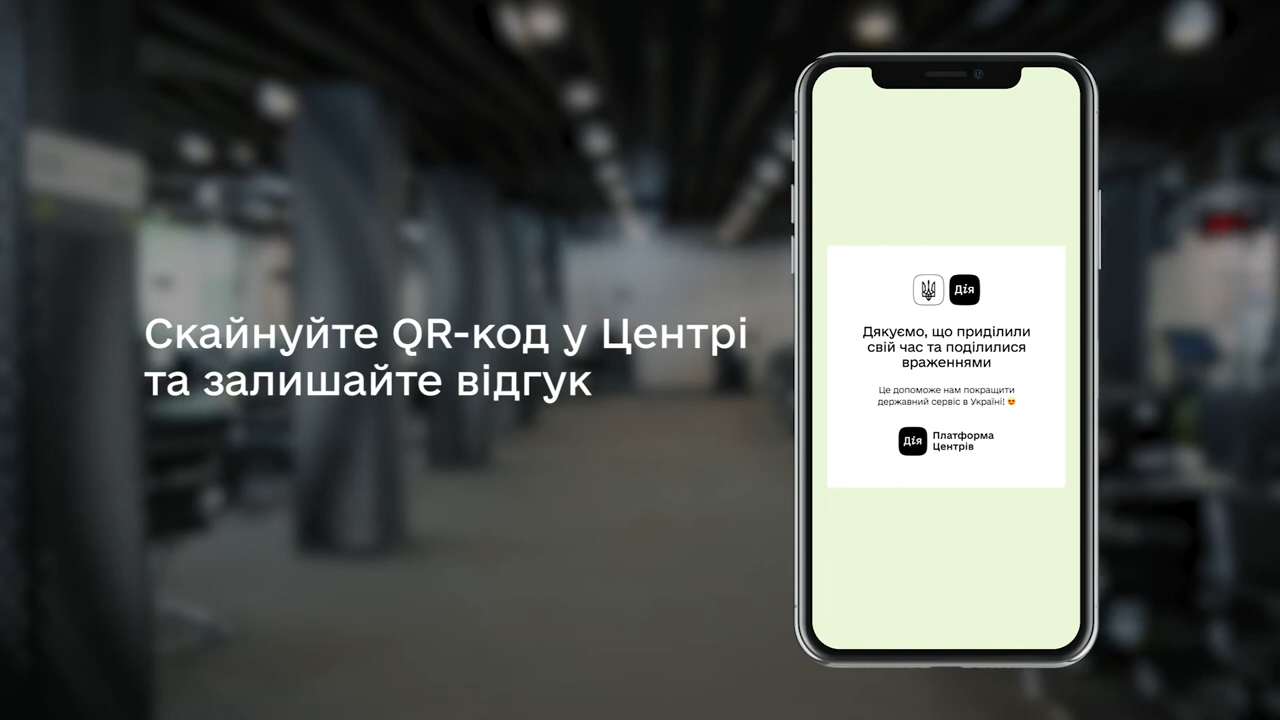 Скайнуйте QR-код у Центрі
та залишайте відгук
Дія
Дякуємо, що приділили
свій час та поділилися
враженнями
Це допоможе нам покращити
державний сервіс в Україні! 😍
Дія
Платформа
Центрів